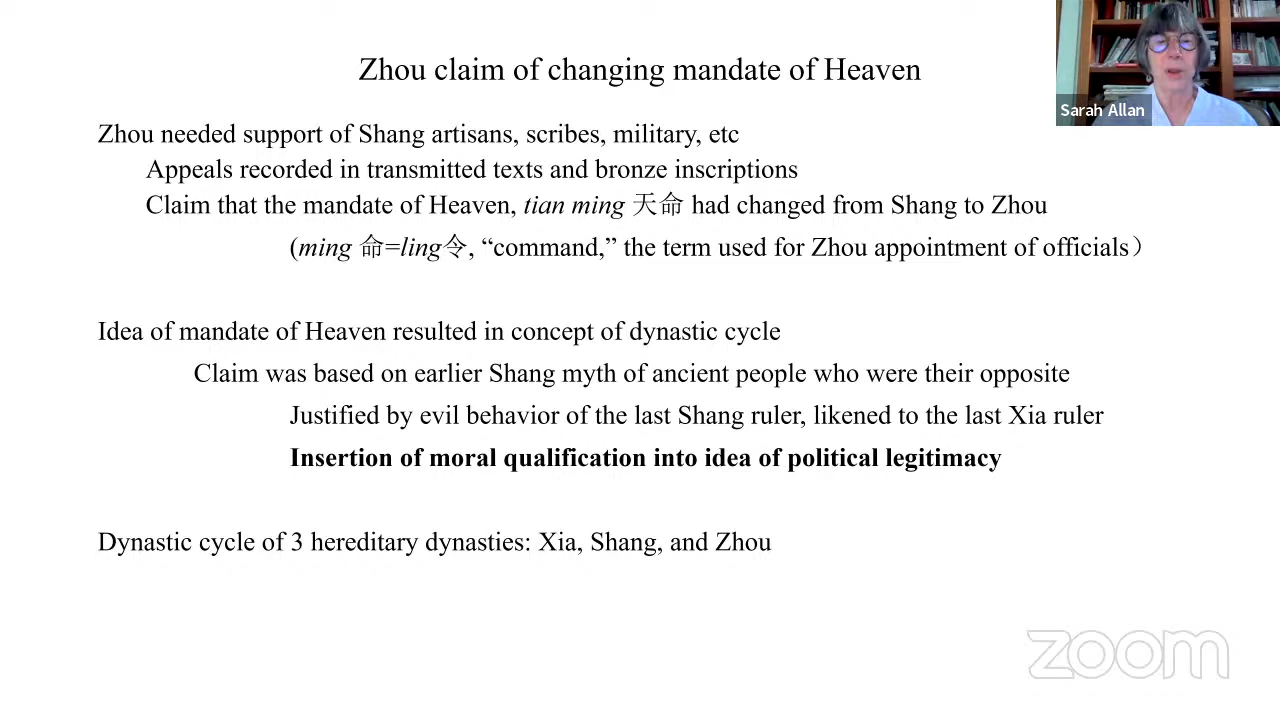 Zhou claim of changing mandate of Heaven
Sarah Allan
Zhou needed support of Shang artisans, scribes, military, etc
Appeals recorded in transmitted texts and bronze inscriptions
Claim that the mandate of Heaven, tian ming 天命 had changed from Shang to Zhou
(ming 命=ling令, “command,” the term used for Zhou appointment of officials）
Idea of mandate of Heaven resulted in concept of dynastic cycle
Claim was based on earlier Shang myth of ancient people who were their opposite
Justified by evil behavior of the last Shang ruler, likened to the last Xia ruler
Insertion of moral qualification into idea of political legitimacy
Dynastic cycle of 3 hereditary dynasties: Xia, Shang, and Zhou
zoom